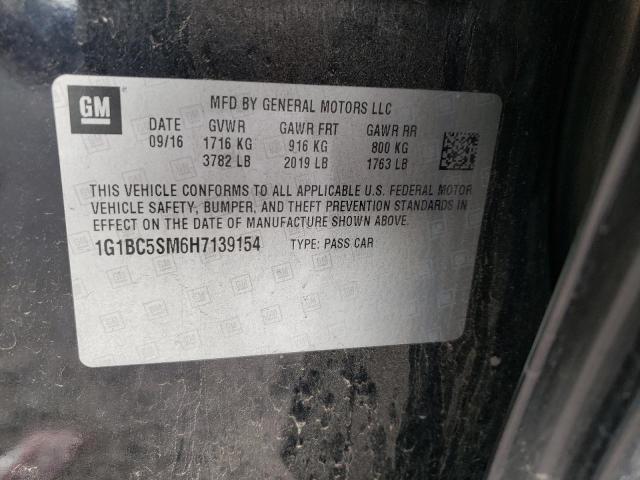 GM
MFD BY GENERAL MOTORS LLC
DATE GVWR GAWR FRT GAWR RR
09/16 1716 KG 916 KG 800 KG
3782 LB 2019 LB 1763 LB
THIS VEHICLE CONFORMS TO ALL APPLICABLE U.S. FEDERAL MOTOR
VEHICLE SAFETY, BUMPER, AND THEFT PREVENTION STANDARDS IN
EFFECT ON THE DATE OF MANUFACTURE SHOWN ABOVE.
1G1BC5SM6H7139154 TYPE: PASS CAR